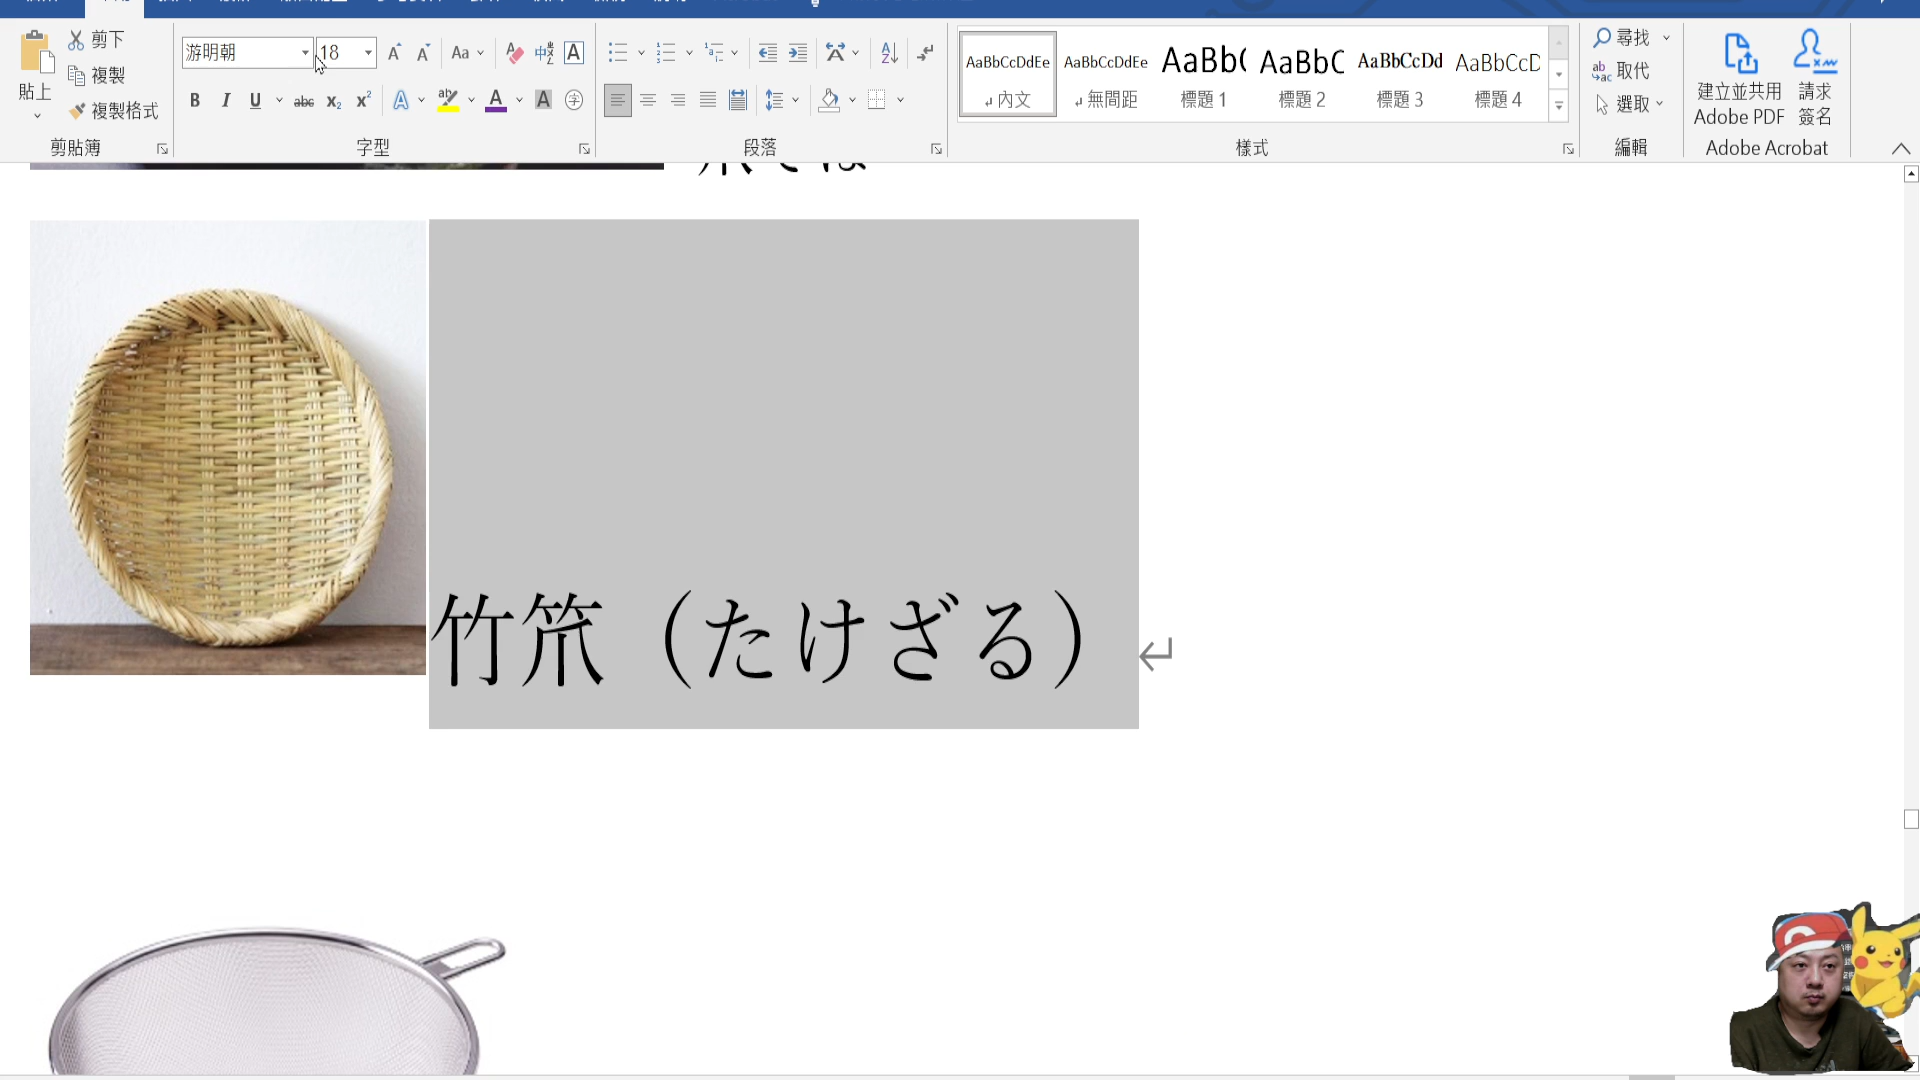 貼上
剪下
複製
複製格式
剪貼簿
游明朝
18
Aa
A
B I U abc x₂ x² A A A 字
字型
段落
AaBbCcDdEe
AaBbCcDdEe
AaBb(
AaBbC
AaBbCcDd
AaBbCcD
內文
無間距
標題 1
標題 2
標題 3
標題 4
樣式
尋找
取代
選取
編輯
建立並共用
Adobe PDF
請求
簽名
Adobe Acrobat
竹笊（たけざる）